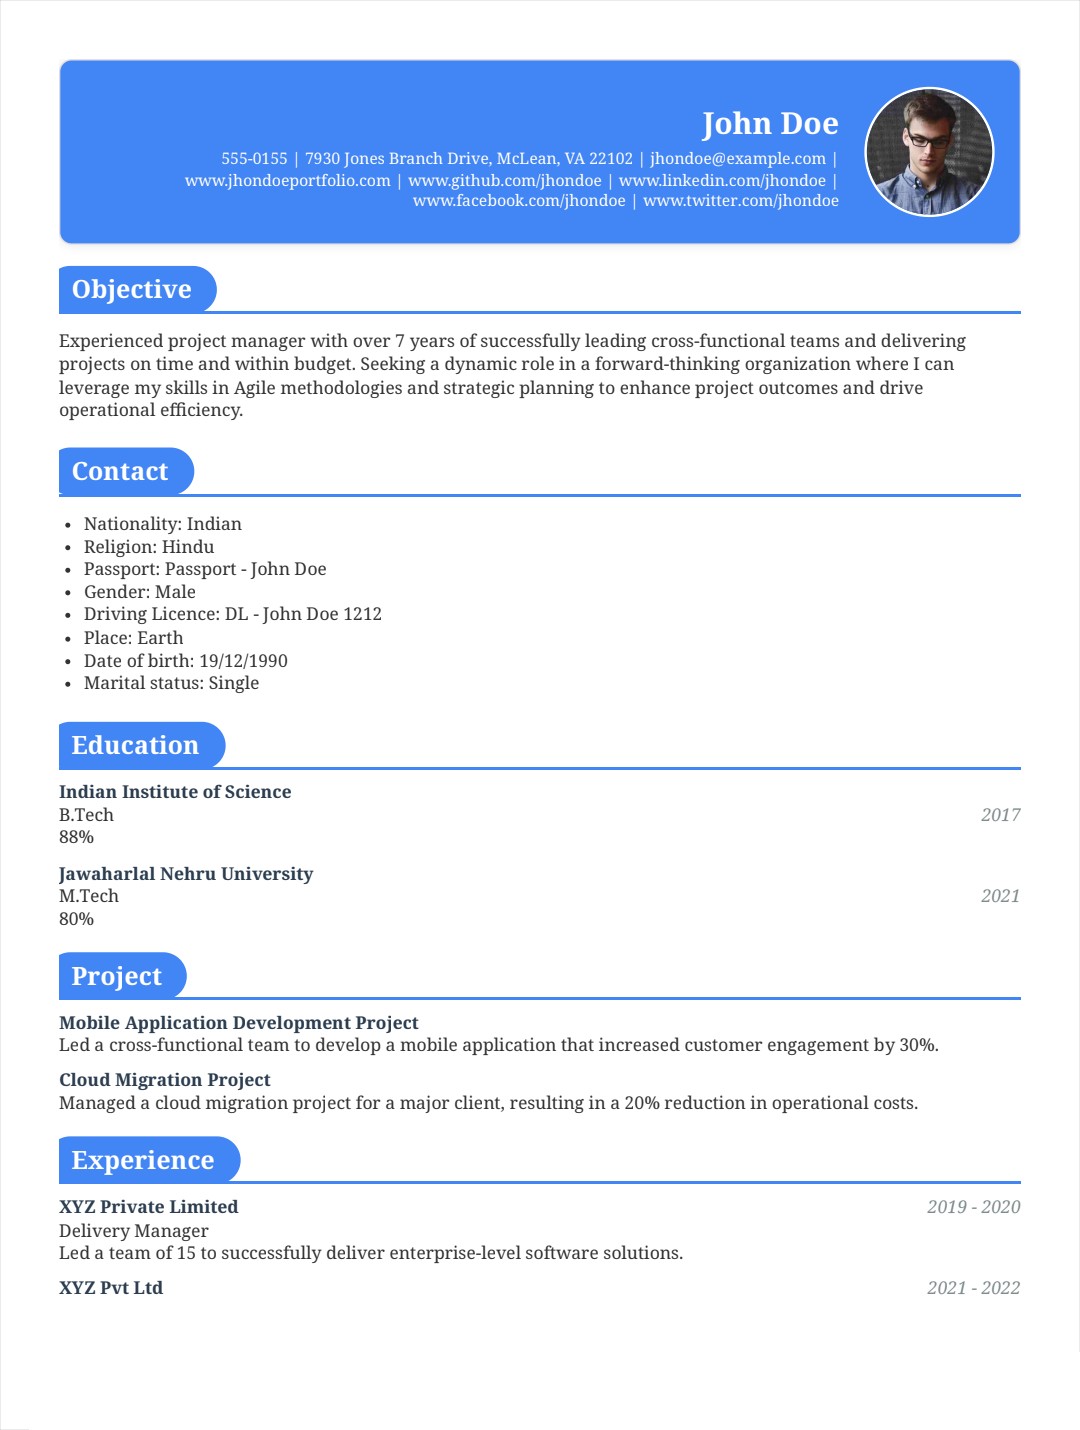 John Doe
555-0155 | 7930 Jones Branch Drive, McLean, VA 22102 | jhondoe@example.com |
www.jhondoeportfolio.com | www.github.com/jhondoe | www.linkedin.com/jhondoe |
www.facebook.com/jhondoe | www.twitter.com/jhondoe
Objective
Experienced project manager with over 7 years of successfully leading cross-functional teams and delivering
projects on time and within budget. Seeking a dynamic role in a forward-thinking organization where I can
leverage my skills in Agile methodologies and strategic planning to enhance project outcomes and drive
operational efficiency.
Contact
• Nationality: Indian
• Religion: Hindu
• Passport: Passport - John Doe
• Gender: Male
• Driving Licence: DL - John Doe 1212
• Place: Earth
• Date of birth: 19/12/1990
• Marital status: Single
Education
Indian Institute of Science
B.Tech 2017
88%
Jawaharlal Nehru University
M.Tech 2021
80%
Project
Mobile Application Development Project
Led a cross-functional team to develop a mobile application that increased customer engagement by 30%.
Cloud Migration Project
Managed a cloud migration project for a major client, resulting in a 20% reduction in operational costs.
Experience
XYZ Private Limited 2019 - 2020
Delivery Manager
Led a team of 15 to successfully deliver enterprise-level software solutions.
XYZ Pvt Ltd 2021 - 2022